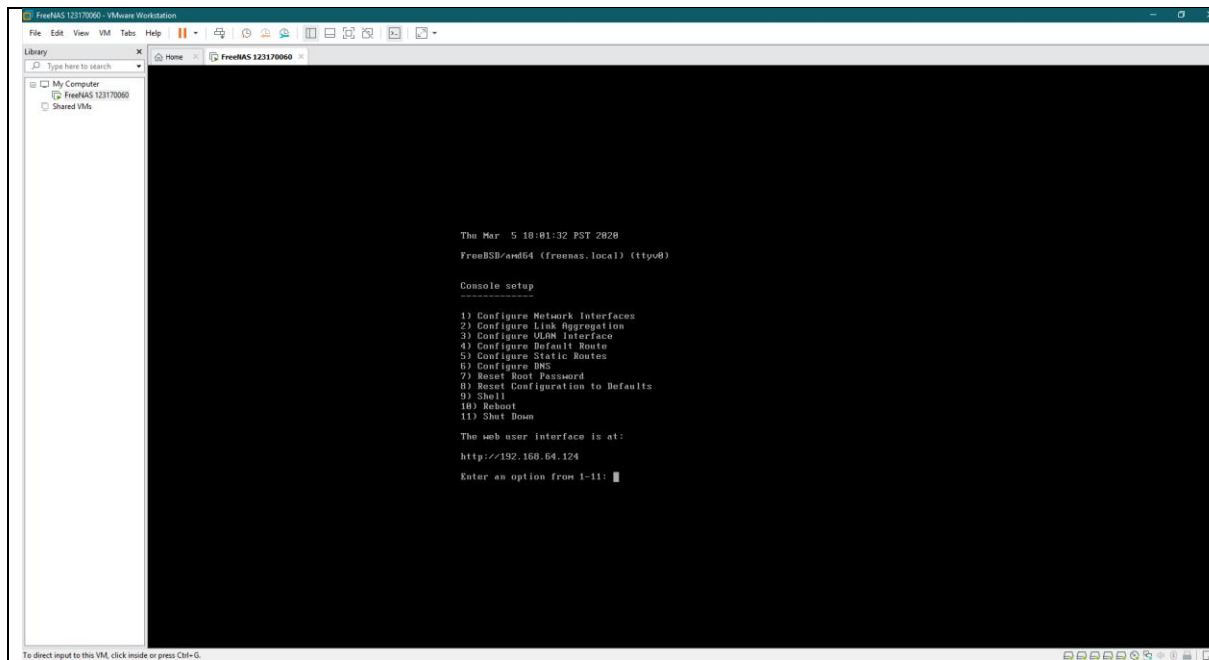 FreeNAS 123170060 - VMware Workstation
File Edit View VM Tabs Help
Library
Type here to search
My Computer
FreeNAS 123170060
Shared VMs
Home
FreeNAS 123170060
Thu Mar 5 18:01:32 PST 2020
FreeBSD/amd64 (freenas.local) (ttyv0)
Console setup
-------------
1) Configure Network Interfaces
2) Configure Link Aggregation
3) Configure VLAN Interface
4) Configure Default Route
5) Configure Static Routes
6) Configure DNS
7) Reset Root Password
8) Reset Configuration to Defaults
9) Shell
10) Reboot
11) Shut Down
The web user interface is at:
http://192.168.64.124
Enter an option from 1-11:
To direct input to this VM, click inside or press Ctrl+G.